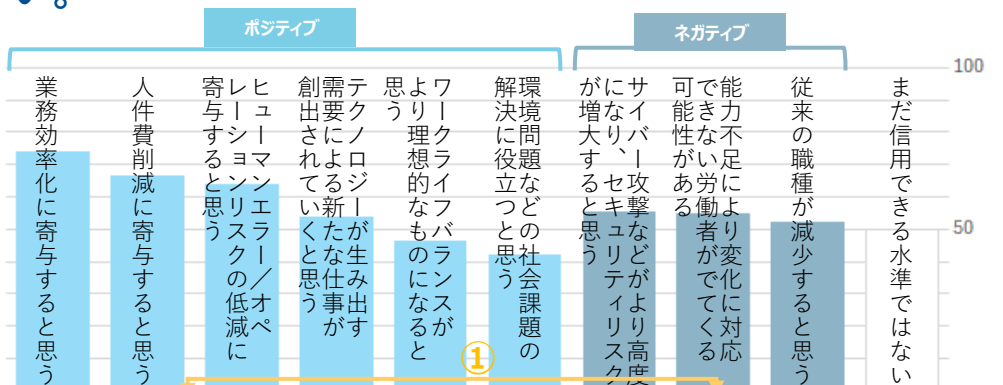 い。
ポジティブ
ネガティブ
100
50
業務効率化に寄与すると思う
人件費削減に寄与すると思う
ヒューマンエラー／オペ
レーションリスクの低減に
寄与すると思う
テクノロジーが生み出す
需要による新たな仕事が
創出されていくと思う
ワークライフバランスが
より理想的なものになると
思う
環境問題などの社会課題の
解決に役立つと思う
サイバー攻撃などがより高度
になり、セキュリティリスク
が増大すると思う
能力不足により変化に対応
できない労働者がでてくる
可能性がある
従来の職種が減少すると思う
まだ信用できる水準ではない
①